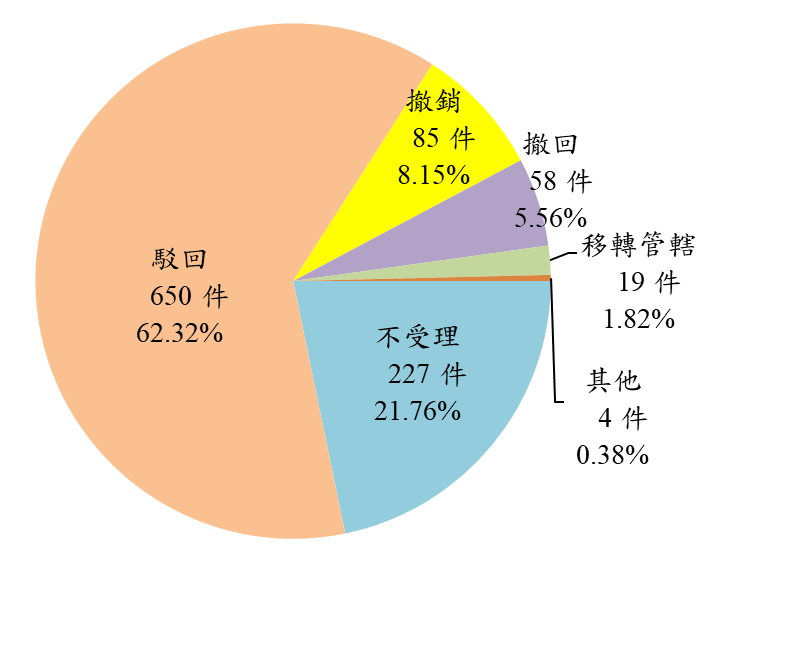 撤銷
85 件
8.15%
撤回
58 件
5.56%
移轉管轄
19 件
1.82%
其他
4 件
0.38%
不受理
227 件
21.76%
駁回
650 件
62.32%